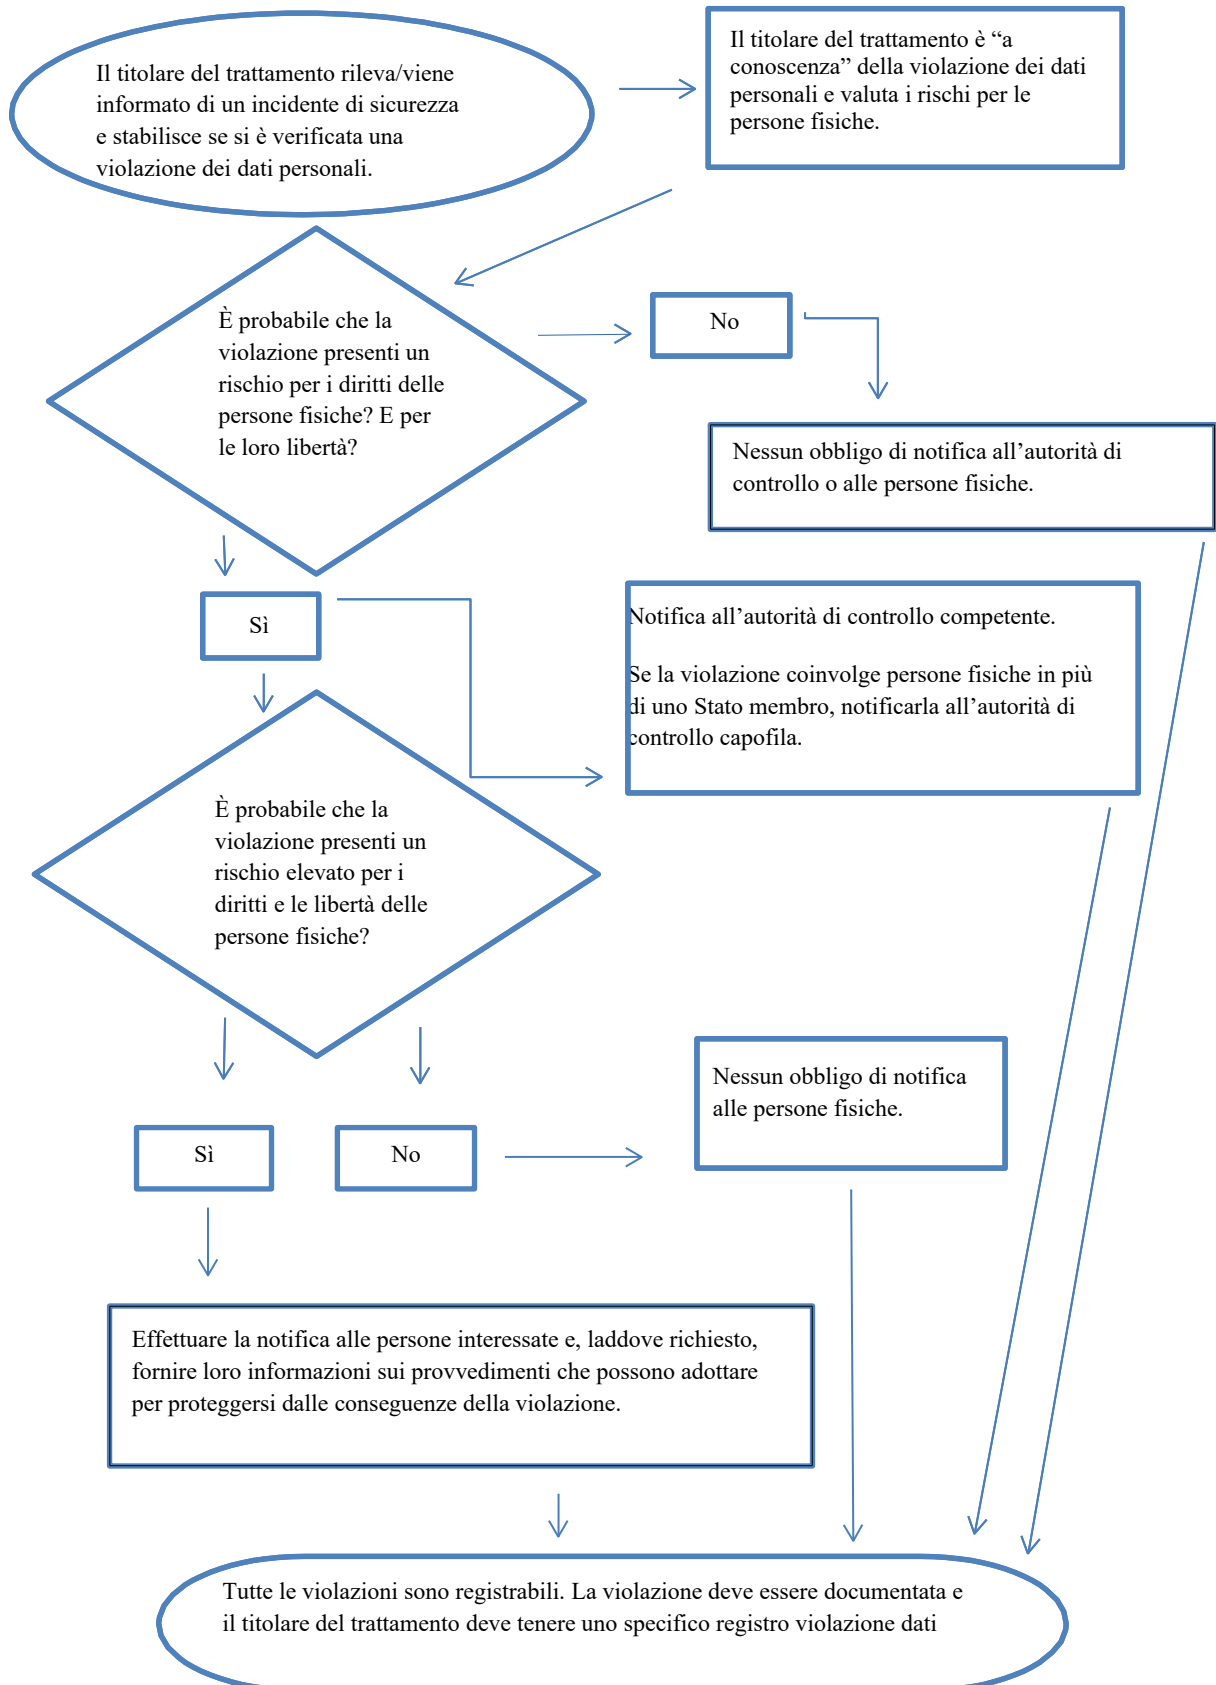 Il titolare del trattamento rileva/viene
informato di un incidente di sicurezza
e stabilisce se si è verificata una
violazione dei dati personali.
Il titolare del trattamento è “a
conoscenza” della violazione dei dati
personali e valuta i rischi per le
persone fisiche.
È probabile che la
violazione presenti un
rischio per i diritti delle
persone fisiche? E per
le loro libertà?
No
Nessun obbligo di notifica all’autorità di
controllo o alle persone fisiche.
Sì
Notifica all’autorità di controllo competente.
Se la violazione coinvolge persone fisiche in più
di uno Stato membro, notificarla all’autorità di
controllo capofila.
È probabile che la
violazione presenti un
rischio elevato per i
diritti e le libertà delle
persone fisiche?
Nessun obbligo di notifica
alle persone fisiche.
Sì
No
Effettuare la notifica alle persone interessate e, laddove richiesto,
fornire loro informazioni sui provvedimenti che possono adottare
per proteggersi dalle conseguenze della violazione.
Tutte le violazioni sono registrabili. La violazione deve essere documentata e
il titolare del trattamento deve tenere uno specifico registro violazione dati